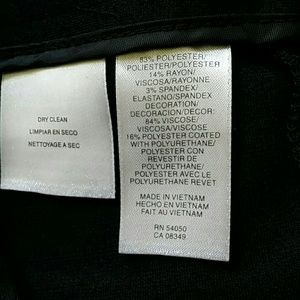 DRY CLEAN
LIMPIAR EN SECO
NETTOYAGE A SEC
83% POLYESTER/
POLIESTER/POLYESTER
14% RAYON/
VISCOSA/RAYONNE
3% SPANDEX/
ELASTANO/SPANDEX
DECORATION/
DECORACION/DECOR:
84% VISCOSE/
VISCOSA/VISCOSE
16% POLYESTER COATED
WITH POLYURETHANE/
POLYESTER CON
REVESTIR DE
POLIURETANO/
POLYESTER AVEC LE
POLYURETHANE REVET
MADE IN VIETNAM
HECHO EN VIETNAM
FAIT AU VIETNAM
RN 54050
CA 08349